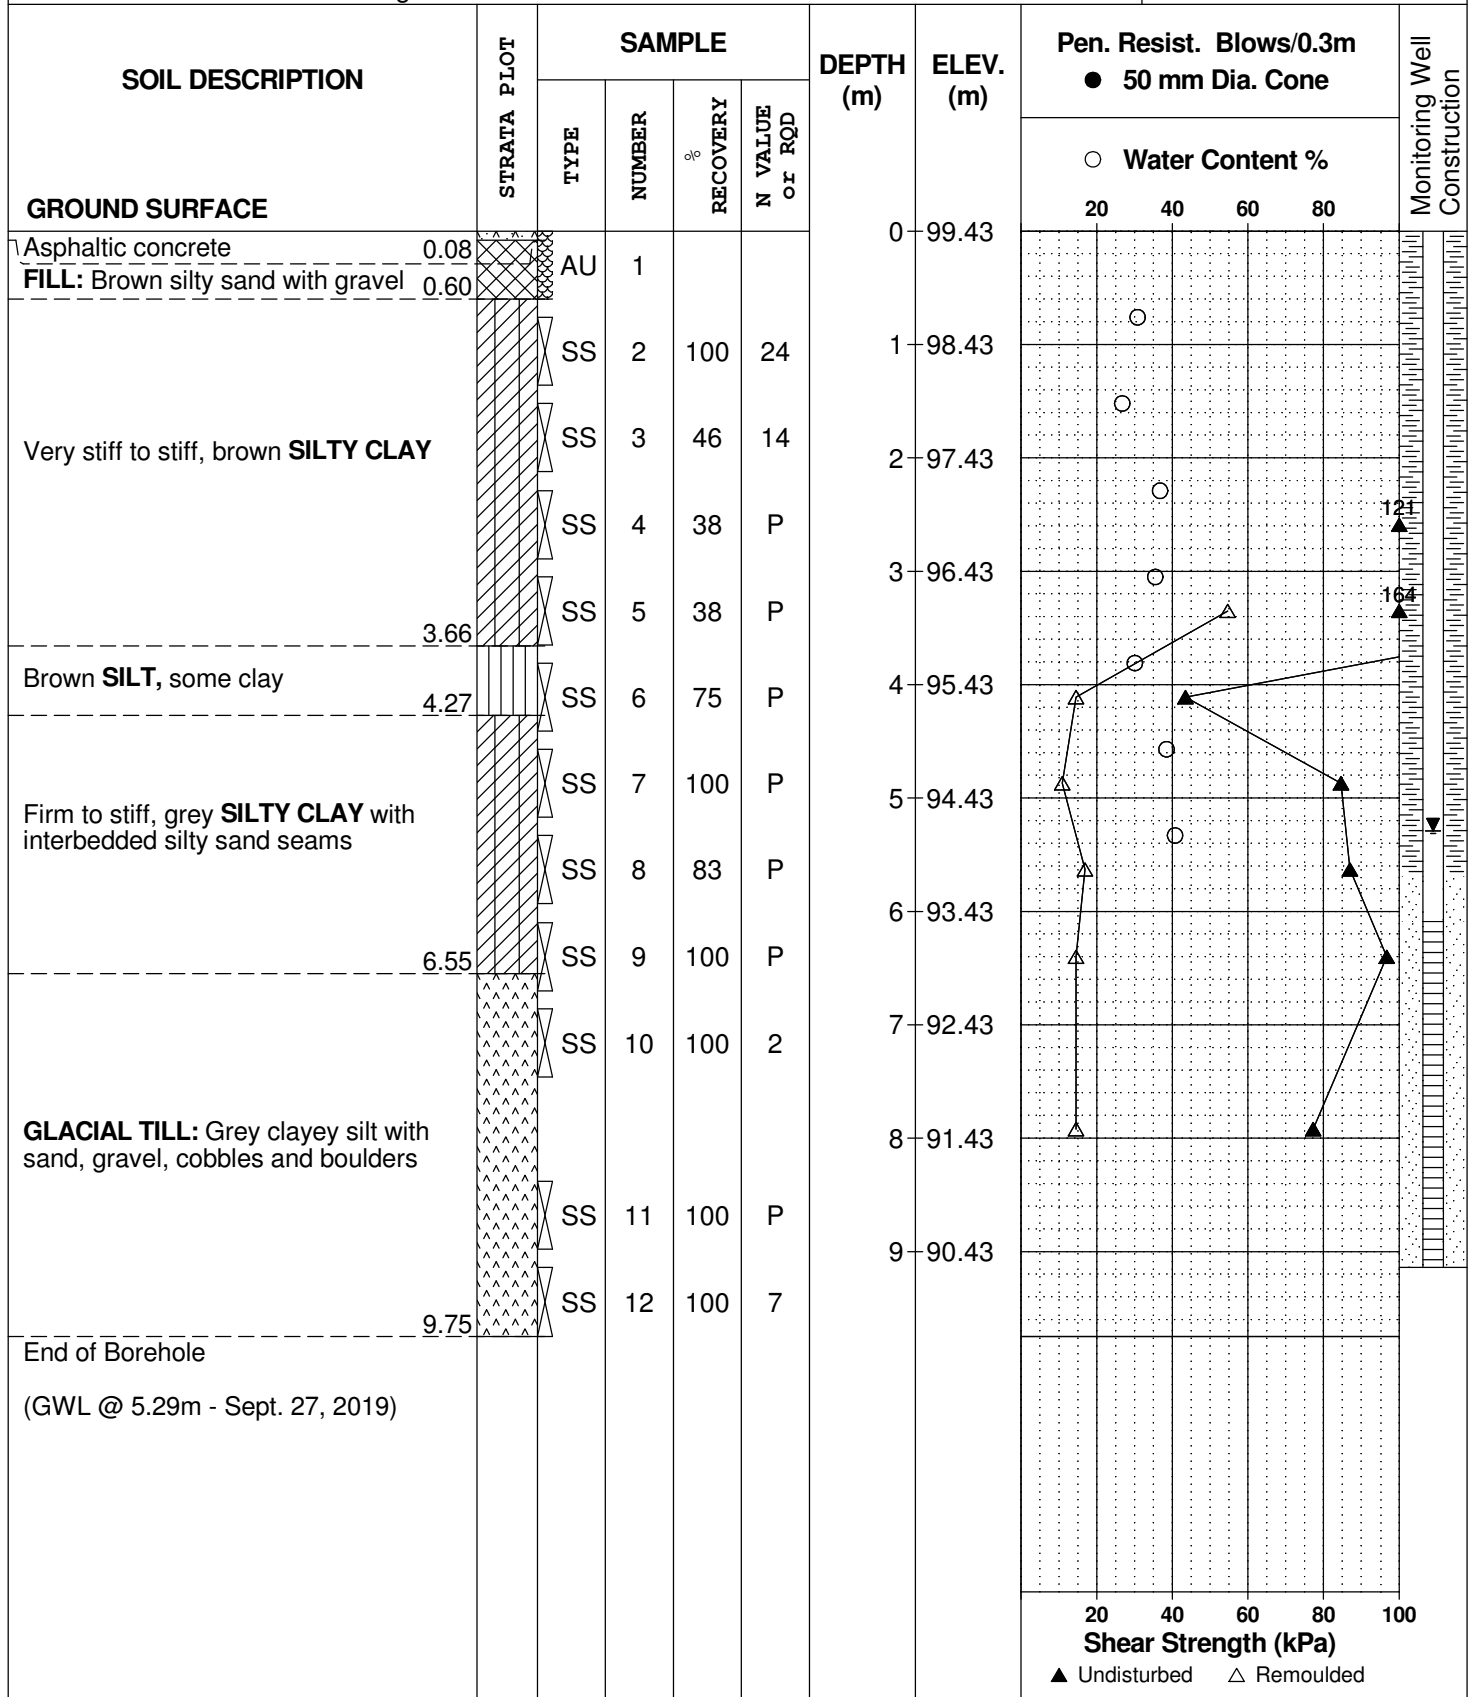 SOIL DESCRIPTION
GROUND SURFACE
STRATA PLOT
SAMPLE
TYPE
NUMBER
% RECOVERY
N VALUE or RQD
DEPTH (m)
ELEV. (m)
Pen. Resist. Blows/0.3m
● 50 mm Dia. Cone
○ Water Content %
20 40 60 80
Monitoring Well Construction
0 99.43
Asphaltic concrete 0.08
FILL: Brown silty sand with gravel 0.60
AU 1
SS 2 100 24
1 98.43
Very stiff to stiff, brown SILTY CLAY
SS 3 46 14
2 97.43
121
SS 4 38 P
3 96.43
164
SS 5 38 P
3.66
Brown SILT, some clay
4.27
SS 6 75 P
4 95.43
SS 7 100 P
5 94.43
Firm to stiff, grey SILTY CLAY with
interbedded silty sand seams
SS 8 83 P
6 93.43
6.55
SS 9 100 P
7 92.43
SS 10 100 2
GLACIAL TILL: Grey clayey silt with
sand, gravel, cobbles and boulders
8 91.43
SS 11 100 P
9 90.43
SS 12 100 7
9.75
End of Borehole
(GWL @ 5.29m - Sept. 27, 2019)
20 40 60 80 100
Shear Strength (kPa)
▲ Undisturbed △ Remoulded